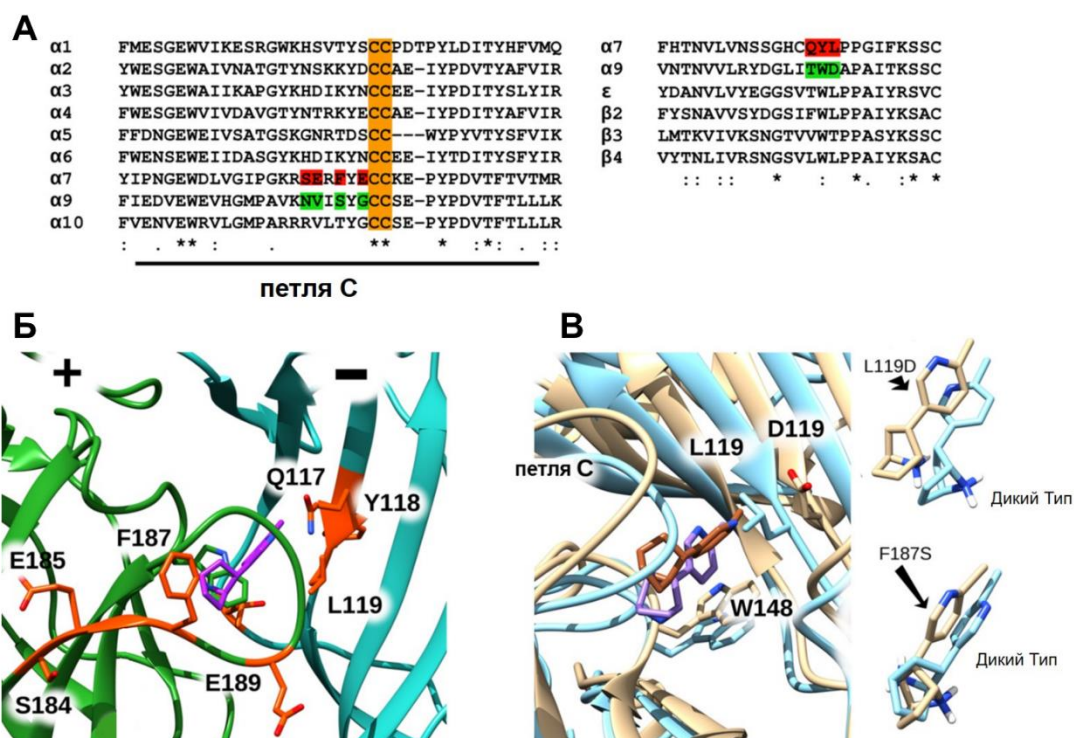 А
α1 FMESGEWVIKESRGWKHSVTYSCCPDTPYLDITYHFVMQ
α2 YWESGEWAIVNATGTYNSKKYDCCAE-IYPDVTYAFVIR
α3 YWESGEWAIIKAPGYKHDIKYNCCEE-IYPDITYSLYIR
α4 FWESGEWVIVDAVGTYNTRKYECCAE-IYPDITYAFVIR
α5 FFDNGEWEIVSATGSKGNRTDSCC---WYPYVTYSFVIK
α6 FWENSEWEIIDASGYKHDIKYNCCEE-IYTDITYSFYIR
α7 YIPNGEWDLVGIPGKRSERFYECCKE-PYPDVTFTVTMR
α9 FIEDVEWEVHGMPAVKNVISYGCCSE-PYPDVTFTLLLK
α10 FVENVEWRVLGMPARRRVLTYGCCSE-PYPDVTFTLLLR
: . ** : . ** * :* : . ::
петля С
α7 FHTNVLVNSSGHCQYLPPGIFKSSC
α9 VNTNVVLRYDGLITWDAPAITKSSC
ε YDANVLVYEGGSVTWLPPAIYRSVC
β2 FYSNAVVSYDGSIFWLPPAIYKSAC
β3 LMTKVIVKSNGTVVWTPPASYKSSC
β4 VYTNLIVRSNGSVLWLPPAIYKSAC
:: :: * : *. :* *
Б
+
−
Q117
Y118
F187
E185
L119
E189
S184
В
петля С
L119
D119
W148
L119D
Дикий Тип
F187S
Дикий Тип